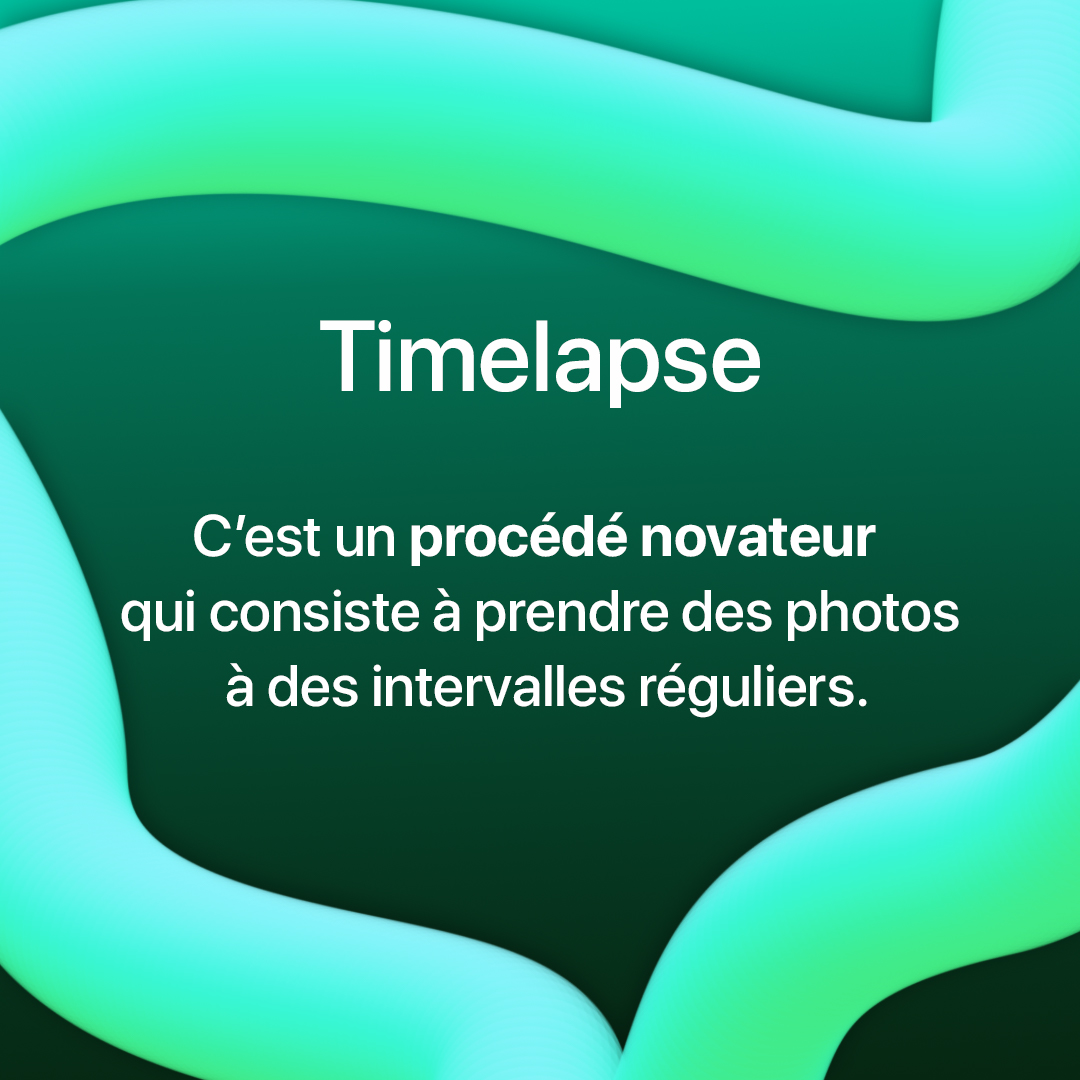 Timelapse
C’est un procédé novateur
qui consiste à prendre des photos
à des intervalles réguliers.